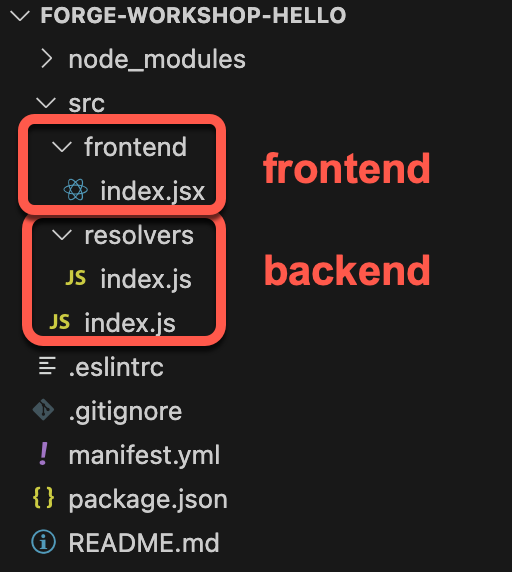 FORGE-WORKSHOP-HELLO
node_modules
src
frontend
frontend
index.jsx
resolvers
backend
JS index.js
JS index.js
.eslintrc
.gitignore
! manifest.yml
{} package.json
README.md